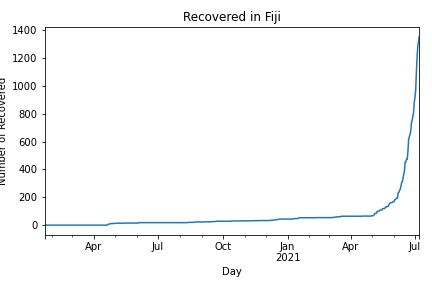 Recovered in Fiji
1400
1200
1000
800
600
400
200
0
Number of Recovered
Apr
Jul
Oct
Jan
2021
Apr
Jul
Day